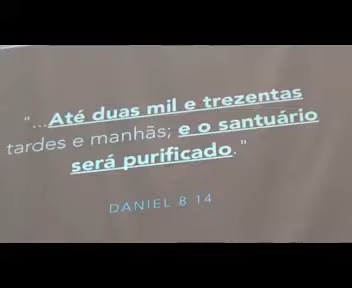 "...Até duas mil e trezentas
tardes e manhãs; e o santuário
será purificado."
DANIEL 8 14